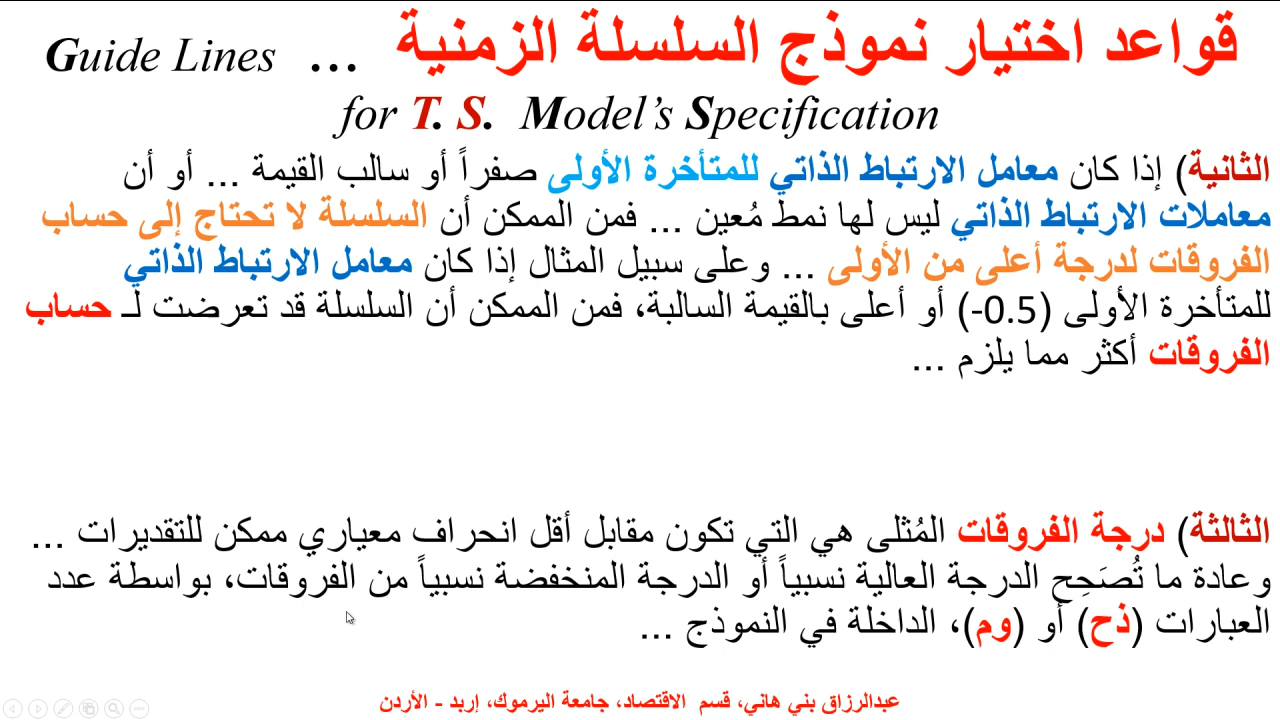 قواعد اختيار نموذج السلسلة الزمنية ... Guide Lines
for T. S. Model’s Specification
الثانية) إذا كان معامل الارتباط الذاتي للمتأخرة الأولى صفراً أو سالب القيمة ... أو أن
معاملات الارتباط الذاتي ليس لها نمط مُعين ... فمن الممكن أن السلسلة لا تحتاج إلى حساب
الفروقات لدرجة أعلى من الأولى ... وعلى سبيل المثال إذا كان معامل الارتباط الذاتي
للمتأخرة الأولى (0.5-) أو أعلى بالقيمة السالبة، فمن الممكن أن السلسلة قد تعرضت لـ حساب
الفروقات أكثر مما يلزم ...
الثالثة) درجة الفروقات المُثلى هي التي تكون مقابل أقل انحراف معياري ممكن للتقديرات ...
وعادة ما تُصَحِح الدرجة العالية نسبياً أو الدرجة المنخفضة نسبياً من الفروقات، بواسطة عدد
العبارات (ذح) أو (وم)، الداخلة في النموذج ...
عبدالرزاق بني هاني، قسم الاقتصاد، جامعة اليرموك، إربد - الأردن